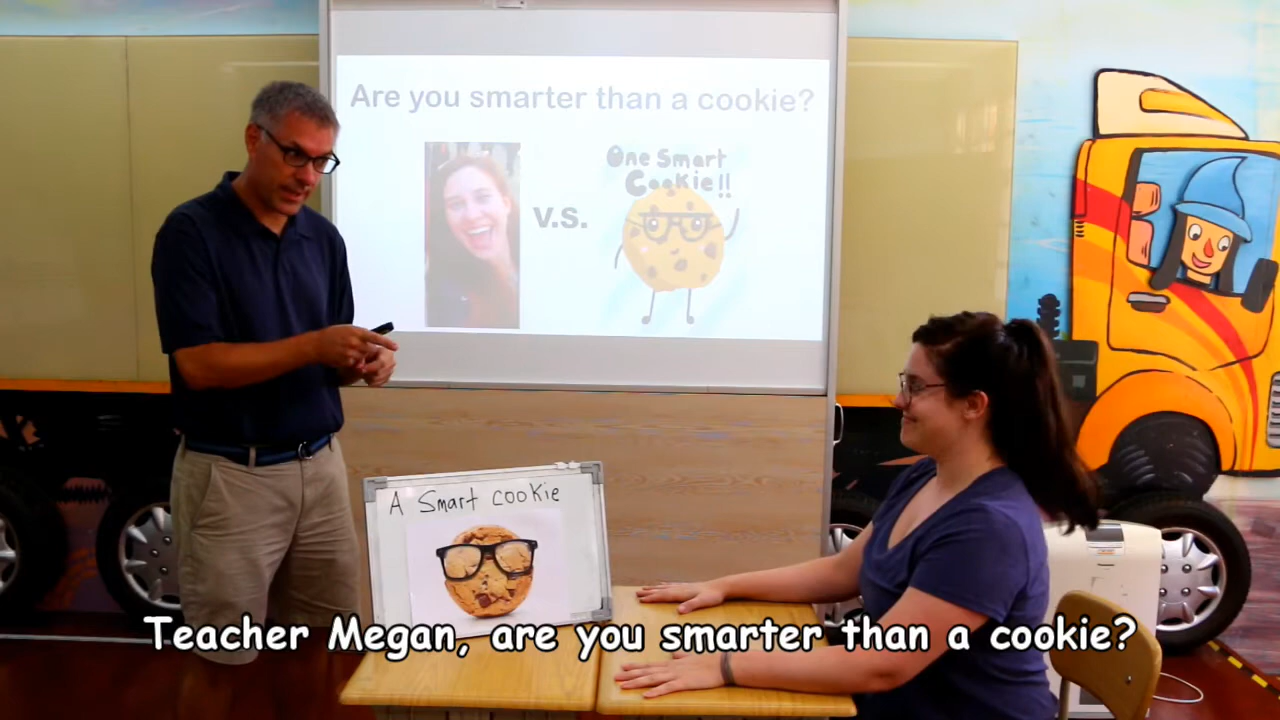 Are you smarter than a cookie?
One Smart
Cookie!!
v.s.
A Smart cookie
Teacher Megan, are you smarter than a cookie?